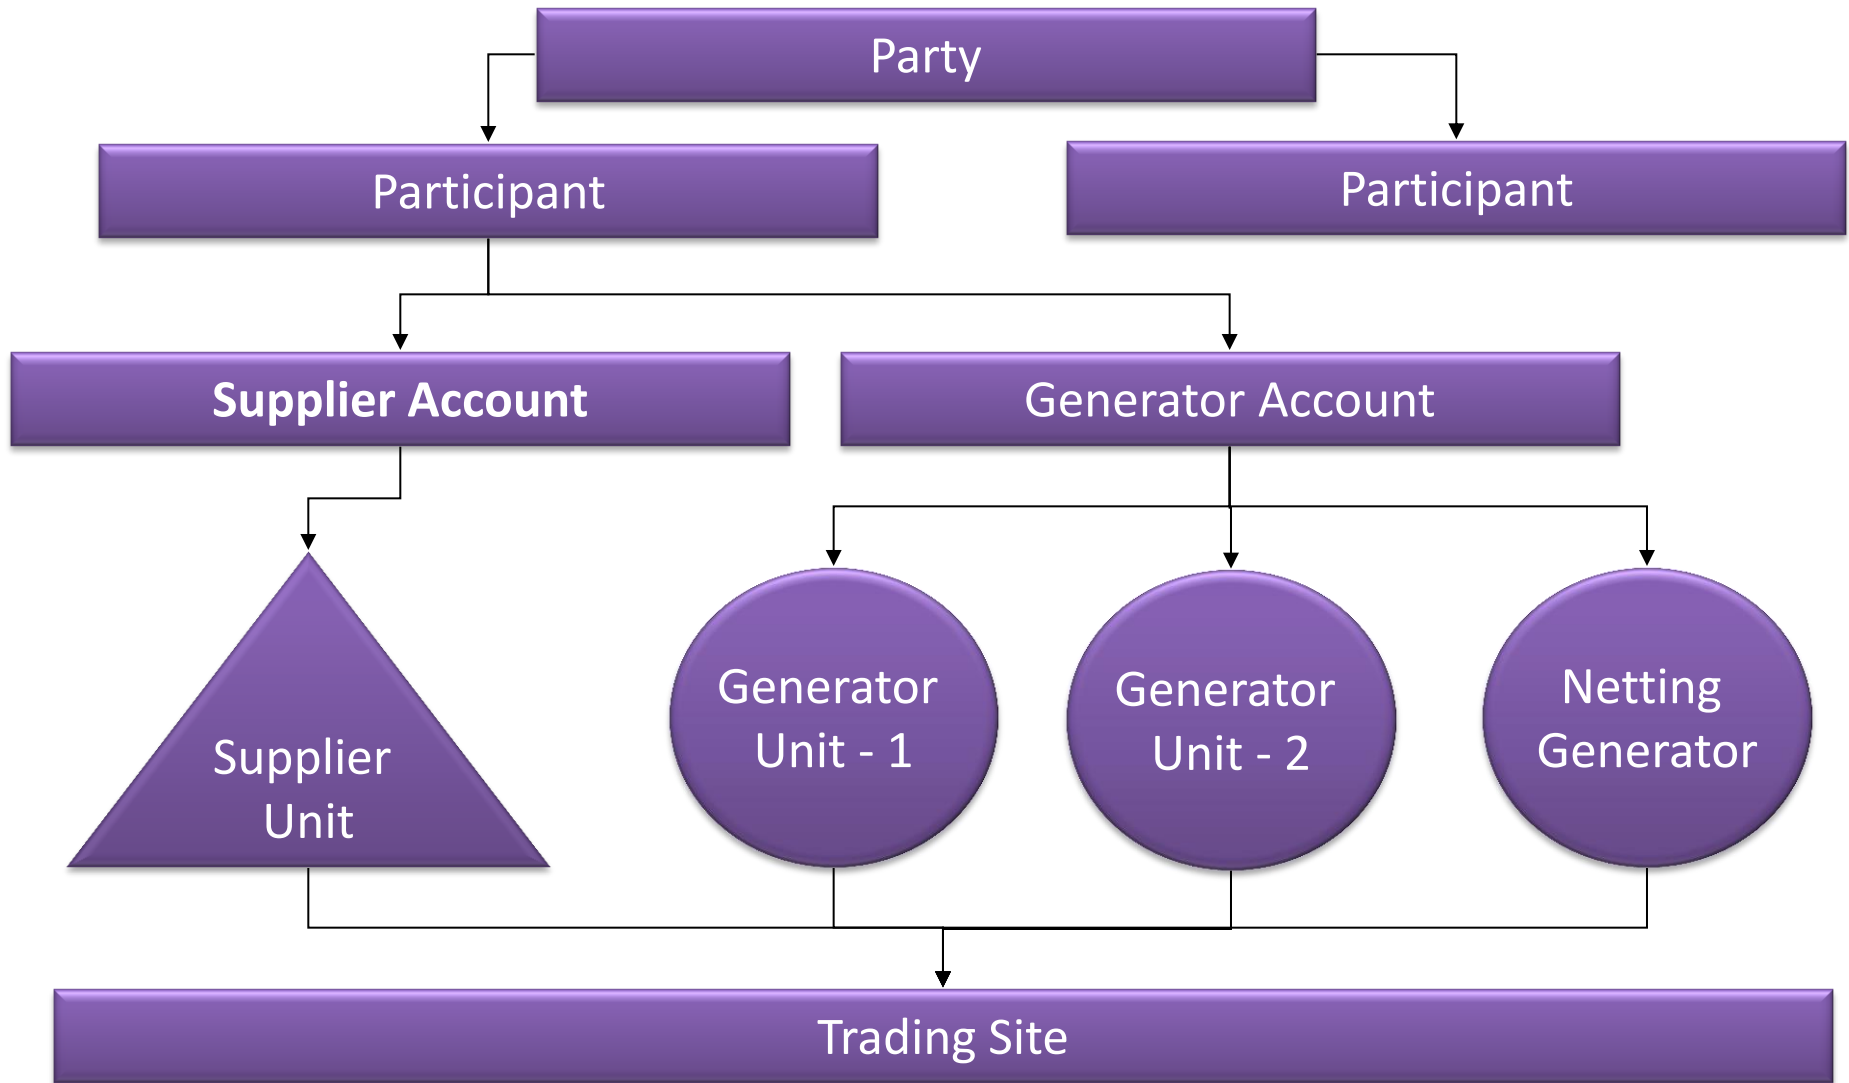 Party
Participant
Participant
Supplier Account
Generator Account
Supplier
Unit
Generator
Unit - 1
Generator
Unit - 2
Netting
Generator
Trading Site